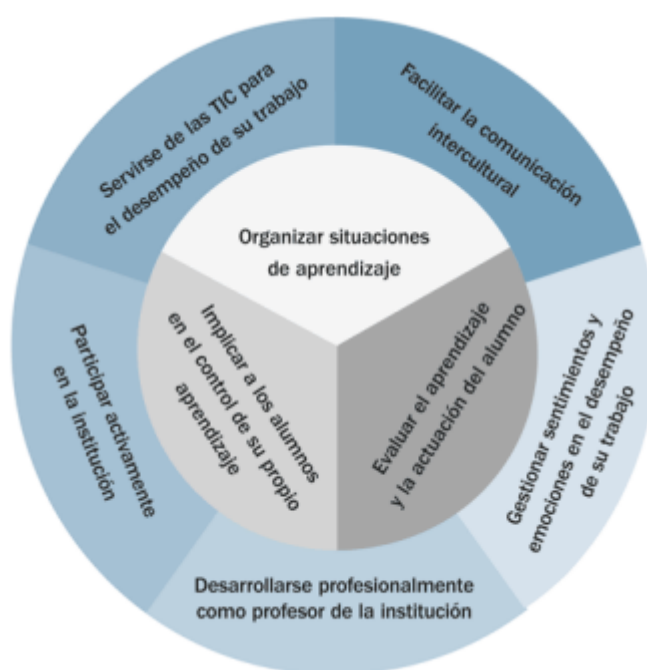 Servirse de las TIC para
el desempeño de su trabajo
Facilitar la comunicación
intercultural
Organizar situaciones
de aprendizaje
Implicar a los alumnos
en el control de su propio
aprendizaje
Evaluar el aprendizaje
y la actuación del alumno
Participar activamente
en la institución
Gestionar sentimientos y
emociones en el desempeño
de su trabajo
Desarrollarse profesionalmente
como profesor de la institución